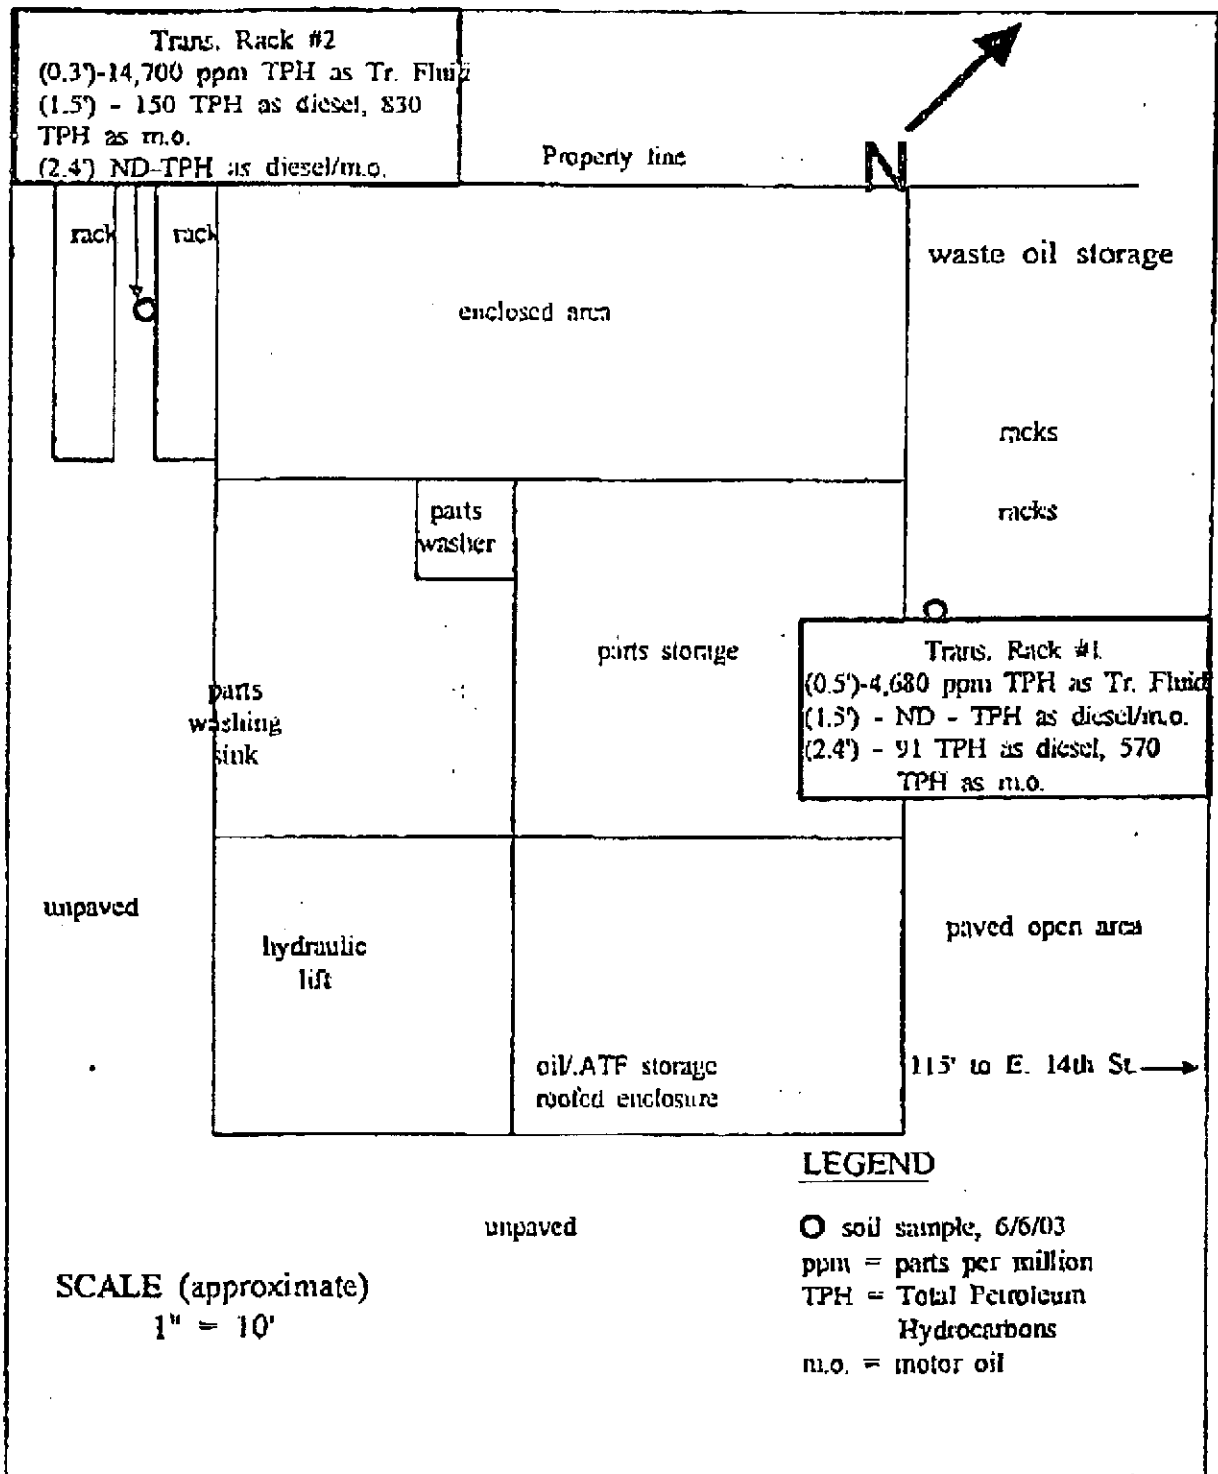 Trans. Rack #2
(0.3')-14,700 ppm TPH as Tr. Fluid
(1.5') - 150 TPH as diesel, 830
TPH as m.o.
(2.4') ND-TPH as diesel/m.o.
Property line
N
rack
rack
waste oil storage
enclosed area
racks
racks
parts
washer
parts storage
Trans. Rack #1
(0.5')-4,680 ppm TPH as Tr. Fluid
(1.5') - ND - TPH as diesel/m.o.
(2.4') - 91 TPH as diesel, 570
TPH as m.o.
parts
washing
sink
unpaved
hydraulic
lift
paved open area
oil/.ATF storage
roofed enclosure
115' to E. 14th St.
LEGEND
soil sample, 6/6/03
ppm = parts per million
TPH = Total Petroleum
Hydrocarbons
m.o. = motor oil
unpaved
SCALE (approximate)
1" = 10'